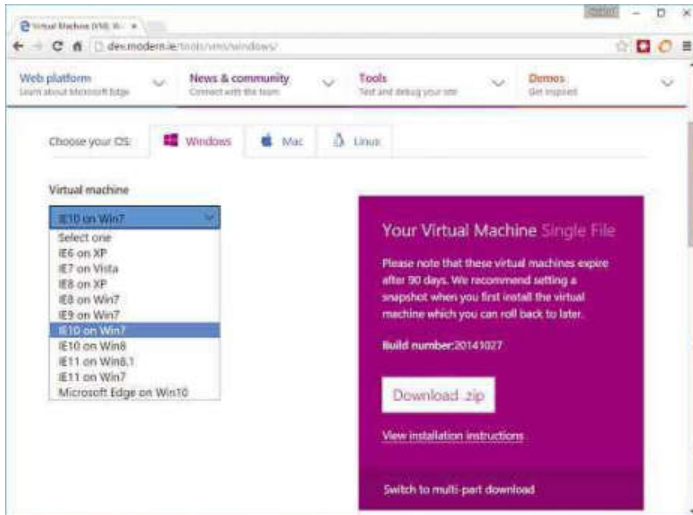 Virtual Machine (VM), W...
dev.modern.ie/tools/vms/windows/
Web platform
Learn about Microsoft Edge
News & community
Connect with the team
Tools
Test and debug your site
Demos
Get inspired
Choose your OS:
Windows
Mac
Linux
Virtual machine
IE10 on Win7
Select one
IE6 on XP
IE7 on Vista
IE8 on XP
IE8 on Win7
IE9 on Win7
IE10 on Win7
IE10 on Win8
IE11 on Win8.1
IE11 on Win7
Microsoft Edge on Win10
Your Virtual Machine Single File
Please note that these virtual machines expire
after 90 days. We recommend setting a
snapshot when you first install the virtual
machine which you can roll back to later.
Build number:20141027
Download .zip
View installation instructions
Switch to multi-part download